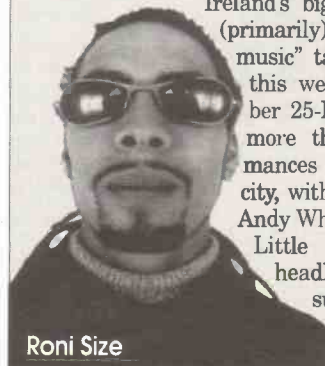 Ireland's big
(primarily)
music" ta
this we
ber 25-
more th
mances
city, with
Andy Wh
Little
headl
su
Roni Size